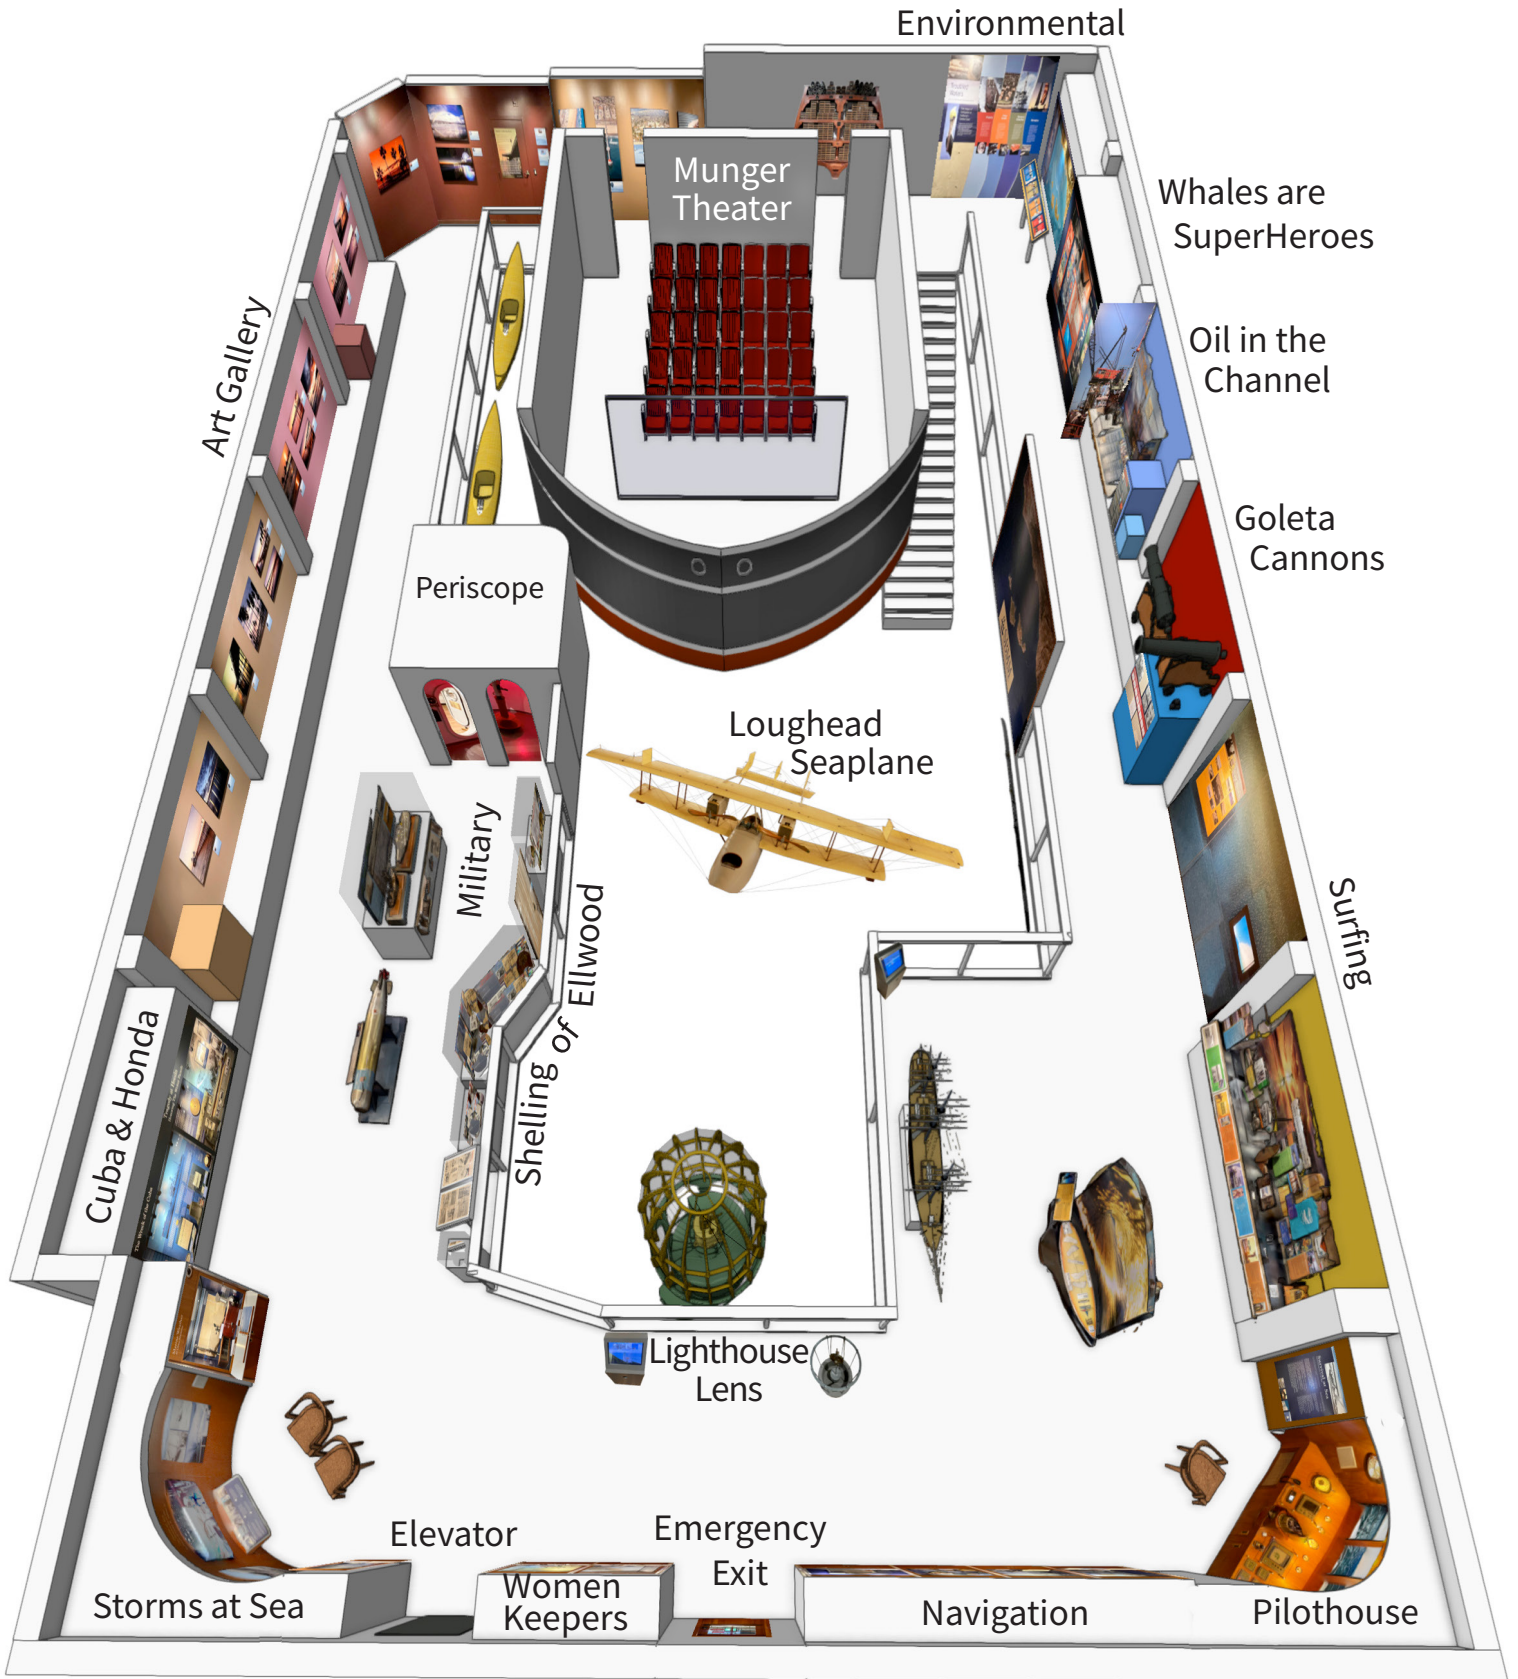 Environmental
Munger
Theater
Whales are
SuperHeroes
Art Gallery
Oil in the
Channel
Goleta
Cannons
Periscope
Loughead
Seaplane
Military
Shelling of Ellwood
Surfing
Cuba & Honda
Lighthouse
Lens
Elevator
Emergency
Exit
Women
Keepers
Storms at Sea
Navigation
Pilothouse